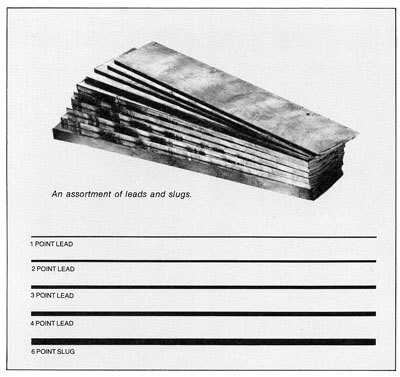 An assortment of leads and slugs.
1 POINT LEAD
2 POINT LEAD
3 POINT LEAD
4 POINT LEAD
6 POINT SLUG